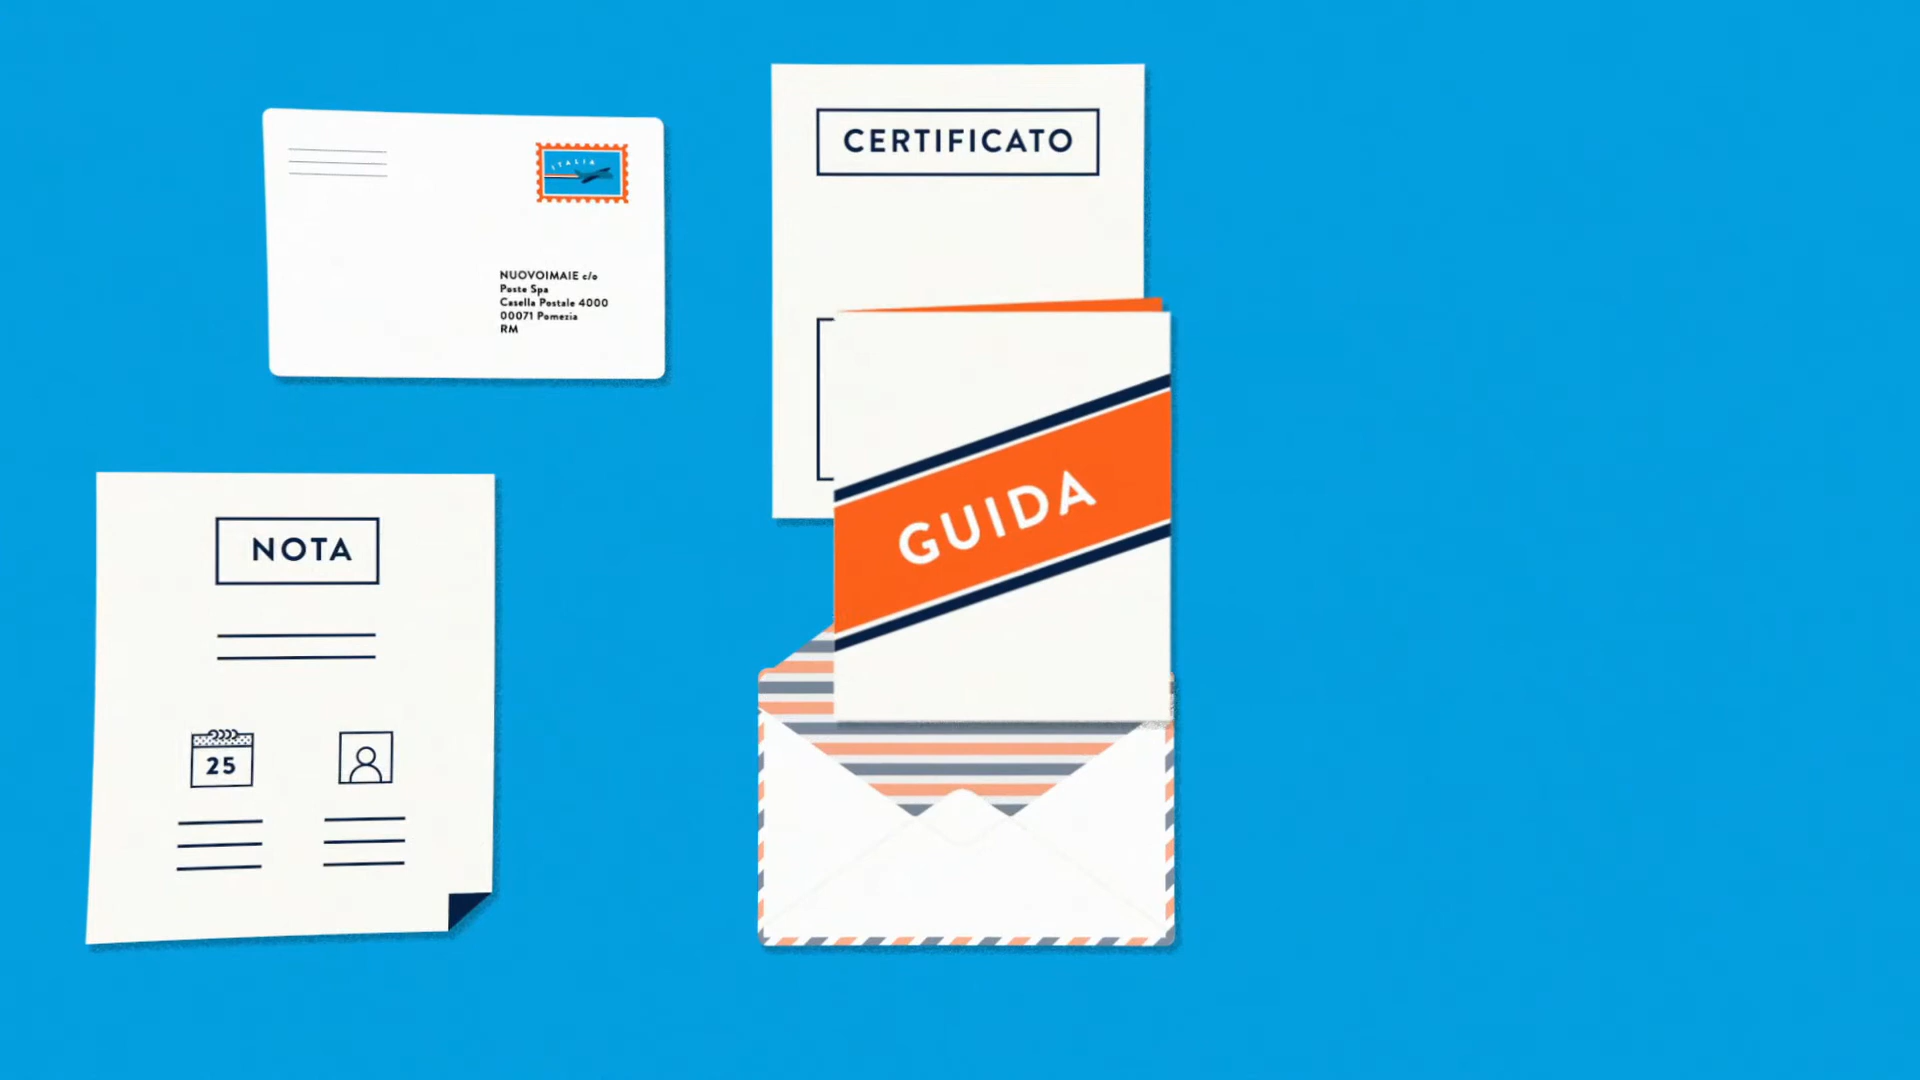 ITALIA
NUOVOIMAIE c/o
Poste Spa
Casella Postale 4000
00071 Pomezia
RM
CERTIFICATO
GUIDA
NOTA
25